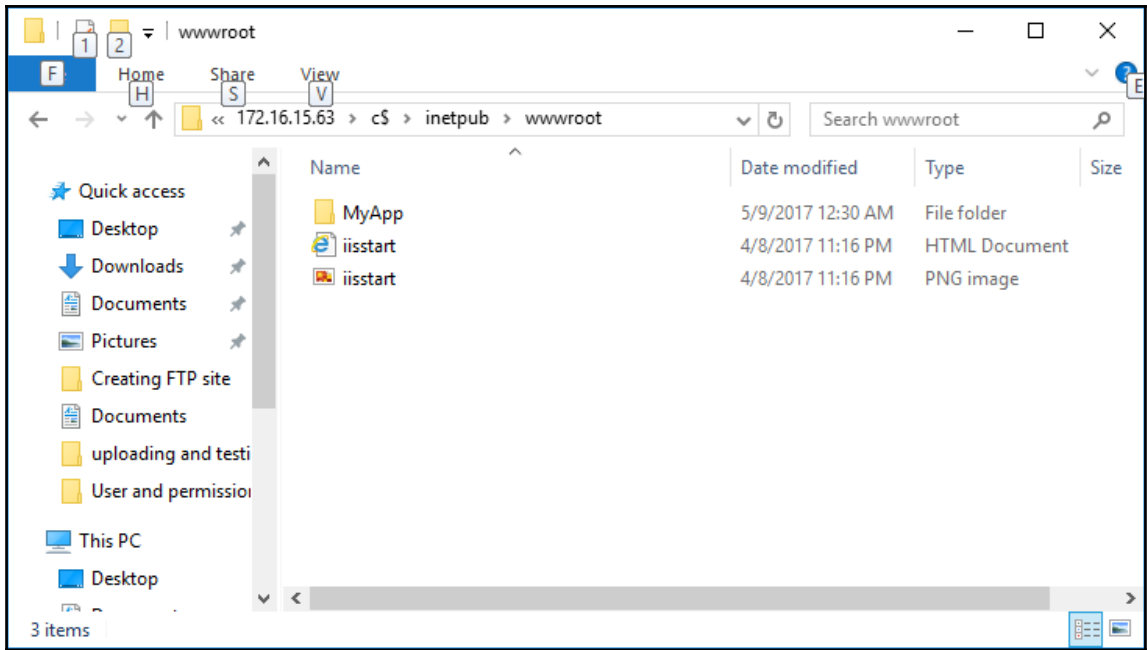 wwwroot
1 2
F Home Share View
H S V E
« 172.16.15.63 > c$ > inetpub > wwwroot Search wwwroot
Name Date modified Type Size
Quick access
MyApp 5/9/2017 12:30 AM File folder
Desktop
iisstart 4/8/2017 11:16 PM HTML Document
Downloads
iisstart 4/8/2017 11:16 PM PNG image
Documents
Pictures
Creating FTP site
Documents
uploading and testi
User and permission
This PC
Desktop
3 items